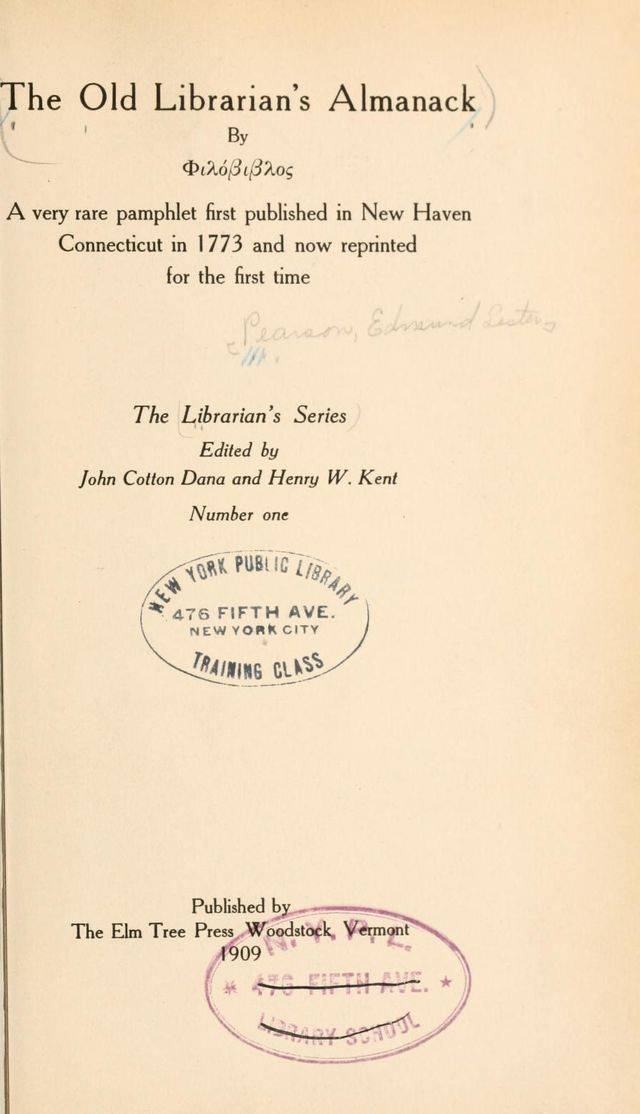 The Old Librarian's Almanack
By
Φιλόβιβλος
A very rare pamphlet first published in New Haven
Connecticut in 1773 and now reprinted
for the first time
[Pearson, Edmund Lester]
The Librarian's Series
Edited by
John Cotton Dana and Henry W. Kent
Number one
NEW YORK PUBLIC LIBRARY
476 FIFTH AVE.
NEW YORK CITY
TRAINING CLASS
Published by
The Elm Tree Press Woodstock Vermont
1909
N. Y. P. L.
* 476 FIFTH AVE. *
LIBRARY SCHOOL